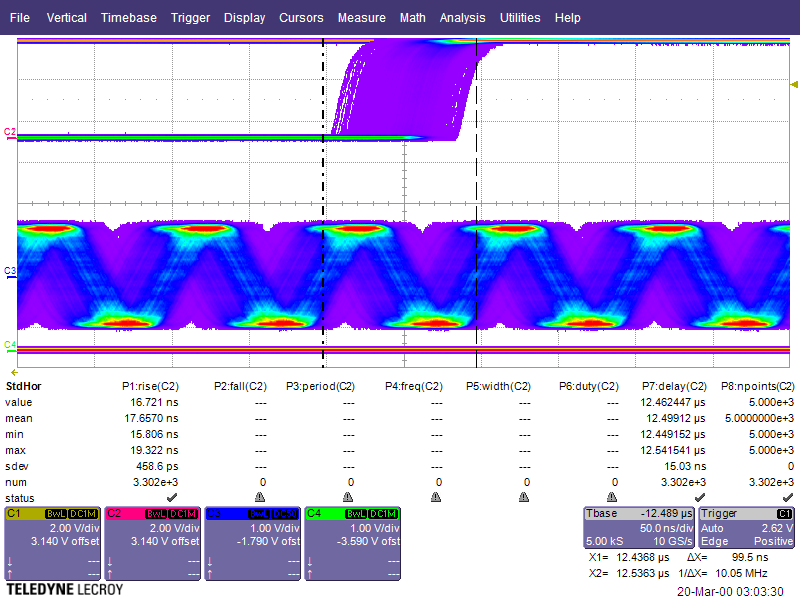 File Vertical Timebase Trigger Display Cursors Measure Math Analysis Utilities Help
C2
C3
C4
StdHor P1:rise(C2) P2:fall(C2) P3:period(C2) P4:freq(C2) P5:width(C2) P6:duty(C2) P7:delay(C2) P8:npoints(C2)
value 16.721 ns --- --- --- --- --- 12.462447 µs 5.000e+3
mean 17.6570 ns --- --- --- --- --- 12.49912 µs 5.0000000e+3
min 15.806 ns --- --- --- --- --- 12.449152 µs 5.000e+3
max 19.322 ns --- --- --- --- --- 12.541541 µs 5.000e+3
sdev 458.6 ps --- --- --- --- --- 15.03 ns 0
num 3.302e+3 0 0 0 0 0 3.302e+3 3.302e+3
status
C1 BwL DC1M C2 BwL DC1M C3 BwL C4 BwL DC1M Tbase -12.489 µs Trigger C1
2.00 V/div 2.00 V/div 1.00 V/div 1.00 V/div 50.0 ns/div Auto 2.62 V
3.140 V offset 3.140 V offset -1.790 V ofst -3.590 V offset 5.00 kS 10 GS/s Edge Positive
--- --- --- --- X1= 12.4368 µs ΔX= 99.5 ns
--- --- --- --- X2= 12.5363 µs 1/ΔX= 10.05 MHz
TELEDYNE LECROY 20-Mar-00 03:03:30